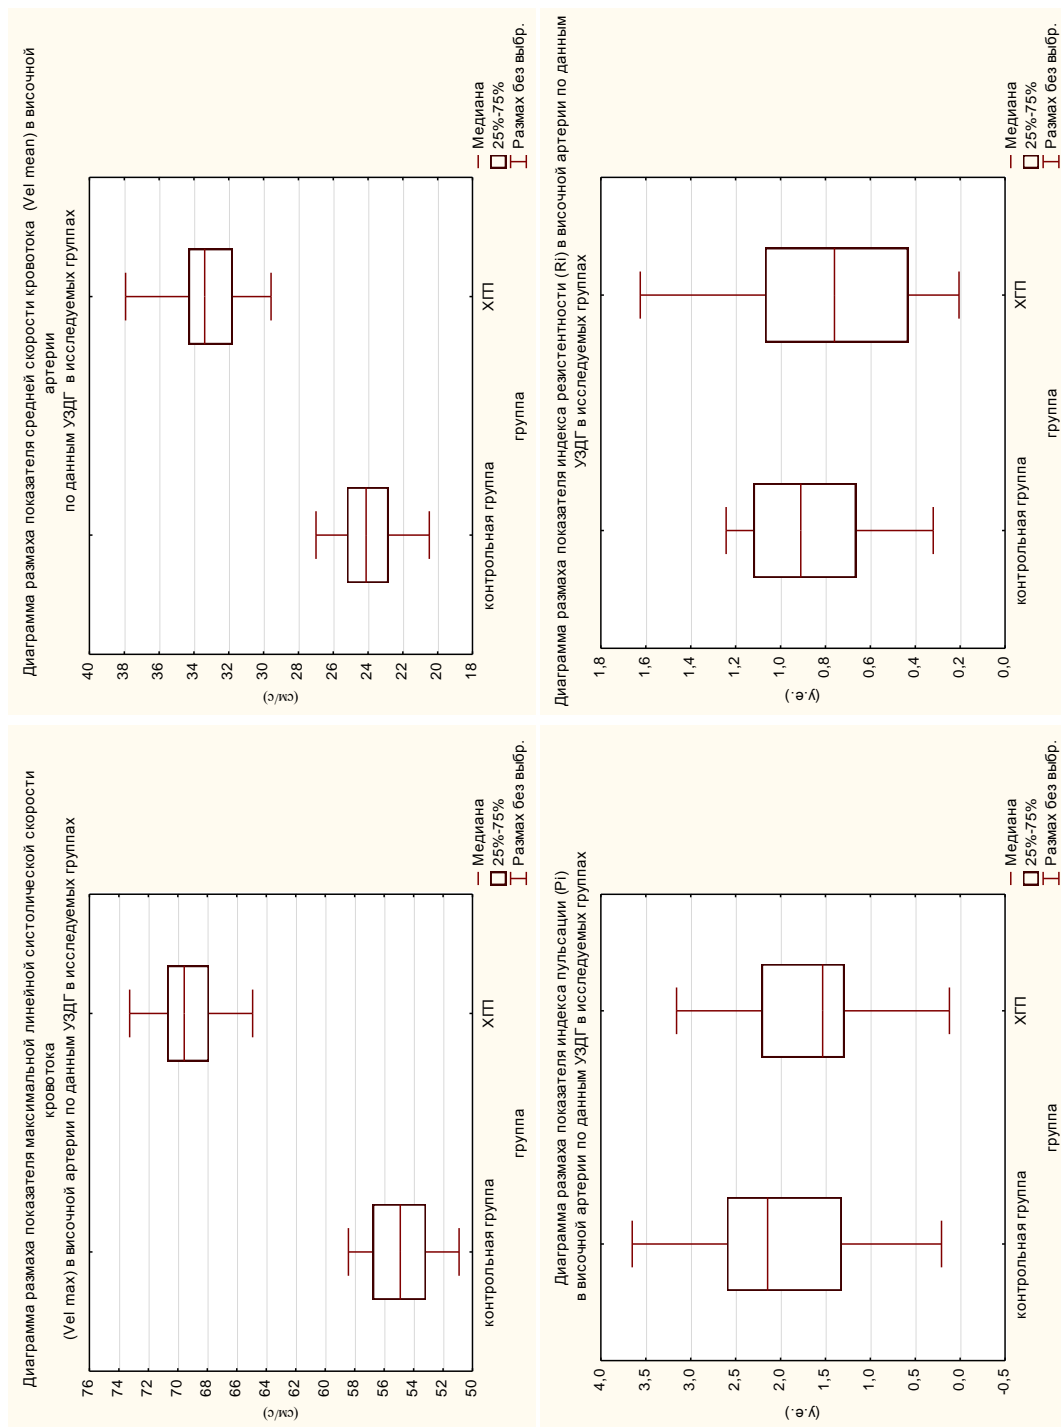 Диаграмма размаха показателя максимальной линейной систолической скорости
кровотока
(Vel max) в височной артерии по данным УЗДГ в исследуемых группах
76
74
72
70
68
66
64
62
60
58
56
54
52
50
(см/с)
контрольная группа
ХГП
группа
Медиана
25%-75%
Размах без выбр.
Диаграмма размаха показателя средней скорости кровотока (Vel mean) в височной
артерии
по данным УЗДГ в исследуемых группах
40
38
36
34
32
30
28
26
24
22
20
18
(см/с)
контрольная группа
ХГП
группа
Медиана
25%-75%
Размах без выбр.
Диаграмма размаха показателя индекса пульсации (Pi)
в височной артерии по данным УЗДГ в исследуемых группах
4,0
3,5
3,0
2,5
2,0
1,5
1,0
0,5
0,0
-0,5
(у.е.)
контрольная группа
ХГП
группа
Медиана
25%-75%
Размах без выбр.
Диаграмма размаха показателя индекса резистентности (Ri) в височной артерии по данным
УЗДГ в исследуемых группах
1,8
1,6
1,4
1,2
1,0
0,8
0,6
0,4
0,2
0,0
(у.е.)
контрольная группа
ХГП
группа
Медиана
25%-75%
Размах без выбр.